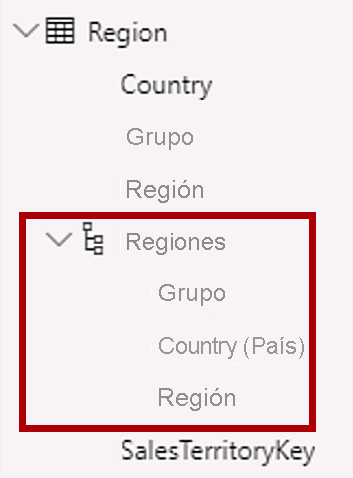 Region
Country
Grupo
Región
Regiones
Grupo
Country (País)
Región
SalesTerritoryKey